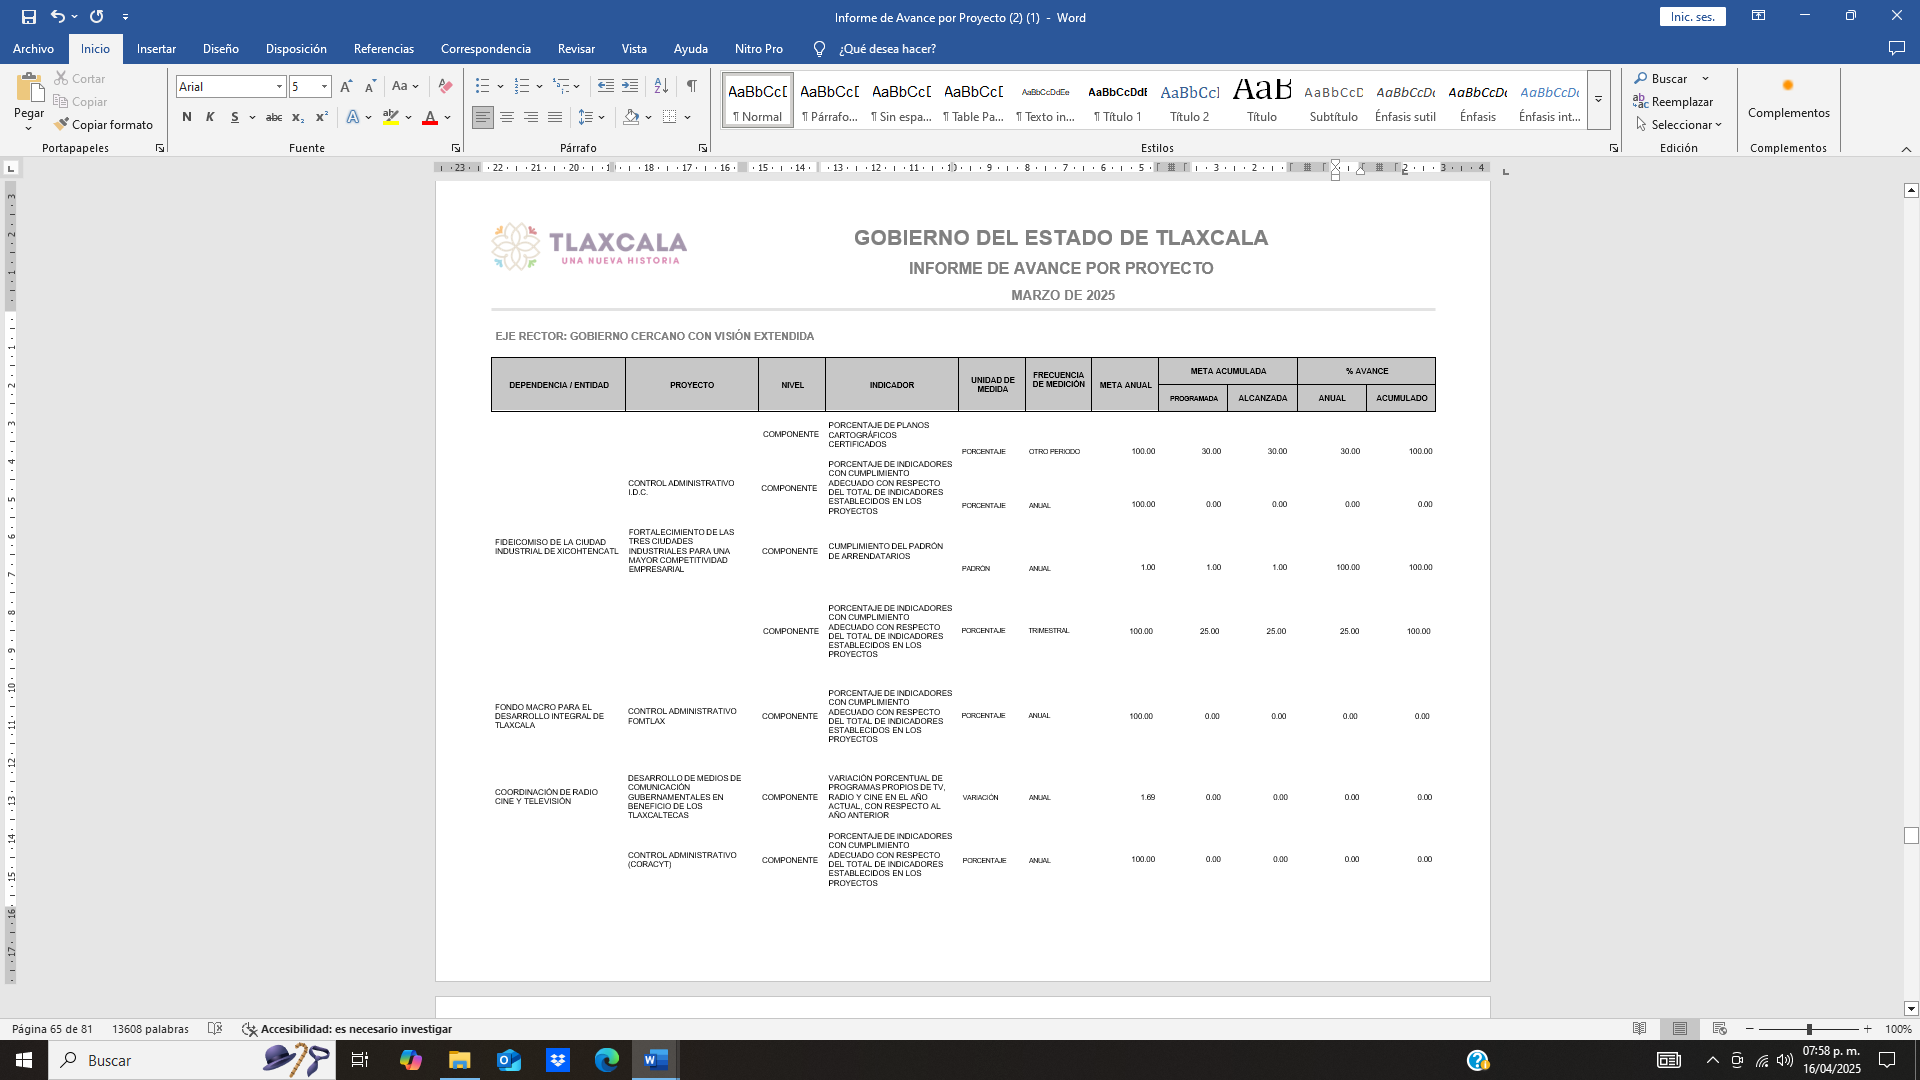 Informe de Avance por Proyecto (2) (1) - Word
Inic. ses.
Archivo Inicio Insertar Diseño Disposición Referencias Correspondencia Revisar Vista Ayuda Nitro Pro ¿Qué desea hacer?
Pegar
Cortar
Copiar
Copiar formato
Portapapeles
Arial 5
Fuente
Párrafo
AaBbCcD ¶ Normal
AaBbCcDc ¶ Párrafo...
AaBbCcDc ¶ Sin espa...
AaBbCcDc ¶ Table Pa...
AaBbCcDdEe ¶ Texto in...
AaBbCcDdE ¶ Título 1
AaBbCcI Título 2
AaB Título
AaBbCcD Subtítulo
AaBbCcDc Énfasis sutil
AaBbCcDc Énfasis
AaBbCcDc Énfasis int...
Estilos
Buscar
Reemplazar
Seleccionar
Edición
Complementos
Complementos
TLAXCALA
UNA NUEVA HISTORIA
GOBIERNO DEL ESTADO DE TLAXCALA
INFORME DE AVANCE POR PROYECTO
MARZO DE 2025
EJE RECTOR: GOBIERNO CERCANO CON VISIÓN EXTENDIDA
DEPENDENCIA / ENTIDAD PROYECTO NIVEL INDICADOR UNIDAD DE MEDIDA FRECUENCIA DE MEDICIÓN META ANUAL META ACUMULADA % AVANCE
PROGRAMADA ALCANZADA ANUAL ACUMULADO
COMPONENTE
PORCENTAJE DE PLANOS
CARTOGRÁFICOS
CERTIFICADOS
PORCENTAJE OTRO PERIODO 100.00 30.00 30.00 30.00 100.00
CONTROL ADMINISTRATIVO
I.D.C.
COMPONENTE
PORCENTAJE DE INDICADORES
CON CUMPLIMIENTO
ADECUADO CON RESPECTO
DEL TOTAL DE INDICADORES
ESTABLECIDOS EN LOS
PROYECTOS
PORCENTAJE ANUAL 100.00 0.00 0.00 0.00 0.00
FIDEICOMISO DE LA CIUDAD
INDUSTRIAL DE XICOHTENCATL
FORTALECIMIENTO DE LAS
TRES CIUDADES
INDUSTRIALES PARA UNA
MAYOR COMPETITIVIDAD
EMPRESARIAL
COMPONENTE
CUMPLIMIENTO DEL PADRÓN
DE ARRENDATARIOS
PADRÓN ANUAL 1.00 1.00 1.00 100.00 100.00
COMPONENTE
PORCENTAJE DE INDICADORES
CON CUMPLIMIENTO
ADECUADO CON RESPECTO
DEL TOTAL DE INDICADORES
ESTABLECIDOS EN LOS
PROYECTOS
PORCENTAJE TRIMESTRAL 100.00 25.00 25.00 25.00 100.00
FONDO MACRO PARA EL
DESARROLLO INTEGRAL DE
TLAXCALA
CONTROL ADMINISTRATIVO
FOMTLAX
COMPONENTE
PORCENTAJE DE INDICADORES
CON CUMPLIMIENTO
ADECUADO CON RESPECTO
DEL TOTAL DE INDICADORES
ESTABLECIDOS EN LOS
PROYECTOS
PORCENTAJE ANUAL 100.00 0.00 0.00 0.00 0.00
COORDINACIÓN DE RADIO
CINE Y TELEVISIÓN
DESARROLLO DE MEDIOS DE
COMUNICACIÓN
GUBERNAMENTALES EN
BENEFICIO DE LOS
TLAXCALTECAS
COMPONENTE
VARIACIÓN PORCENTUAL DE
PROGRAMAS PROPIOS DE TV,
RADIO Y CINE EN EL AÑO
ACTUAL, CON RESPECTO AL
AÑO ANTERIOR
VARIACIÓN ANUAL 1.69 0.00 0.00 0.00 0.00
CONTROL ADMINISTRATIVO
(CORACYT)
COMPONENTE
PORCENTAJE DE INDICADORES
CON CUMPLIMIENTO
ADECUADO CON RESPECTO
DEL TOTAL DE INDICADORES
ESTABLECIDOS EN LOS
PROYECTOS
PORCENTAJE ANUAL 100.00 0.00 0.00 0.00 0.00
Página 65 de 81 13608 palabras Accesibilidad: es necesario investigar 100%
Buscar
07:58 p. m.
16/04/2025